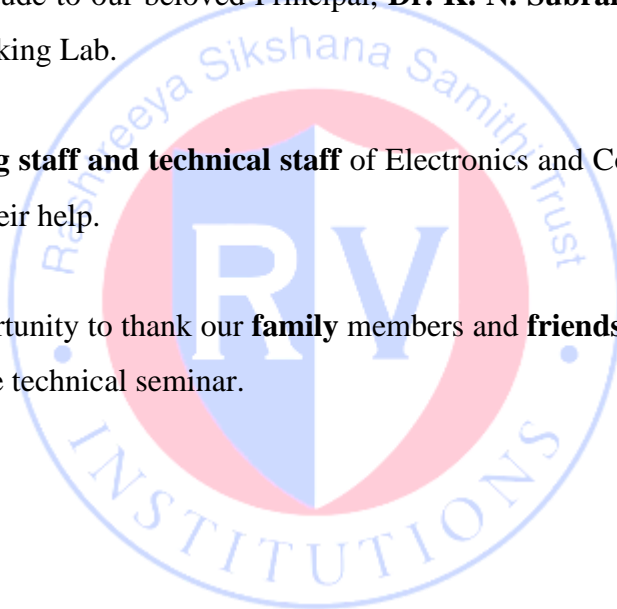 ude to our beloved Principal, Dr. K. N. Subra
king Lab.
g staff and technical staff of Electronics and Co
eir help.
rtunity to thank our family members and friends
e technical seminar.
Rashtreeya Sikshana Samithi Trust
RV
INSTITUTIONS